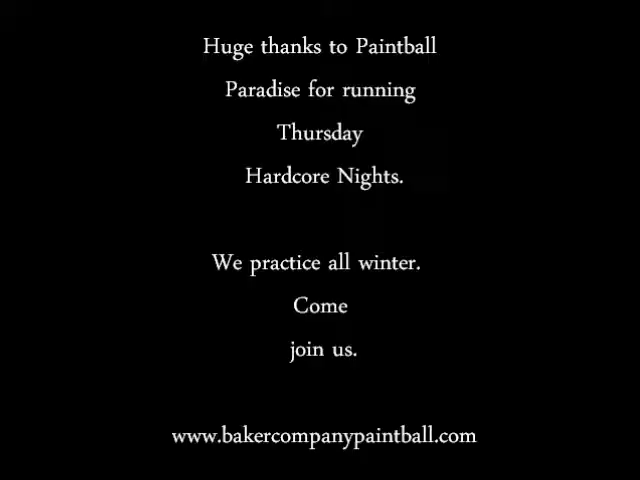 Huge thanks to Paintball
Paradise for running
Thursday
Hardcore Nights.
We practice all winter.
Come
join us.
www.bakercompanypaintball.com